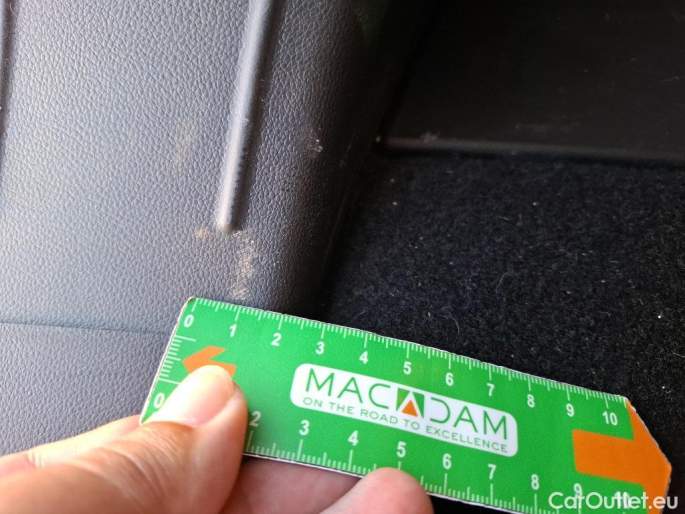 0 1 2 3 4 5 6 7 8 9 10
MACADAM
ON THE ROAD TO EXCELLENCE
0 2 3 4 5 6 7 8 9
CarOutlet.eu